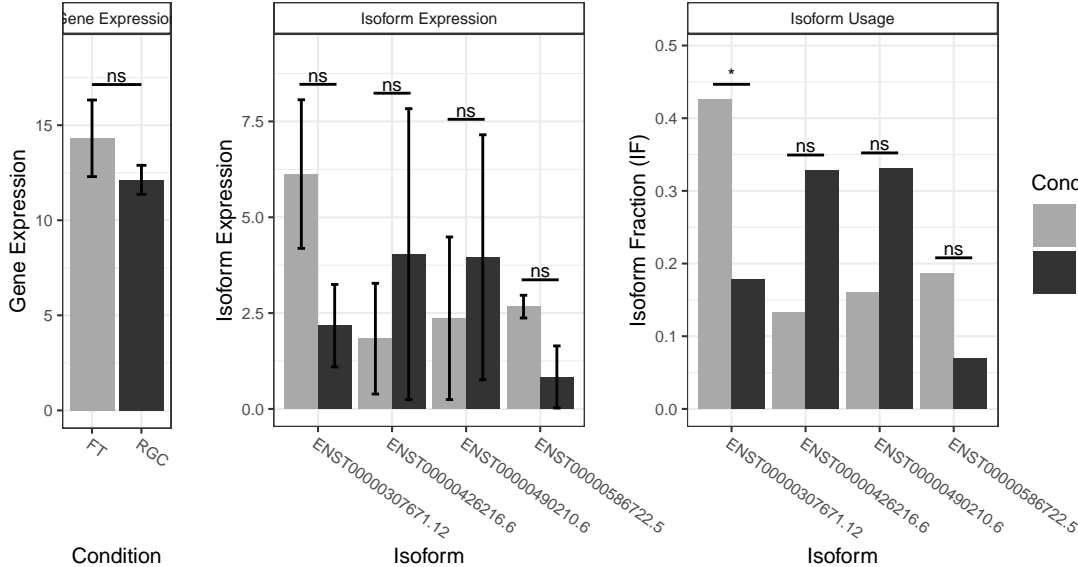 Gene Expression
Isoform Expression
Isoform Usage
ns
ns
ns
ns
ns
*
ns
ns
ns
Gene Expression
15
10
5
0
Isoform Expression
7.5
5.0
2.5
0.0
Isoform Fraction (IF)
0.5
0.4
0.3
0.2
0.1
0.0
Cond
FT
RGC
ENST00000307671.12
ENST00000426216.6
ENST00000490210.6
ENST00000586722.5
ENST00000307671.12
ENST00000426216.6
ENST00000490210.6
ENST00000586722.5
Condition
Isoform
Isoform